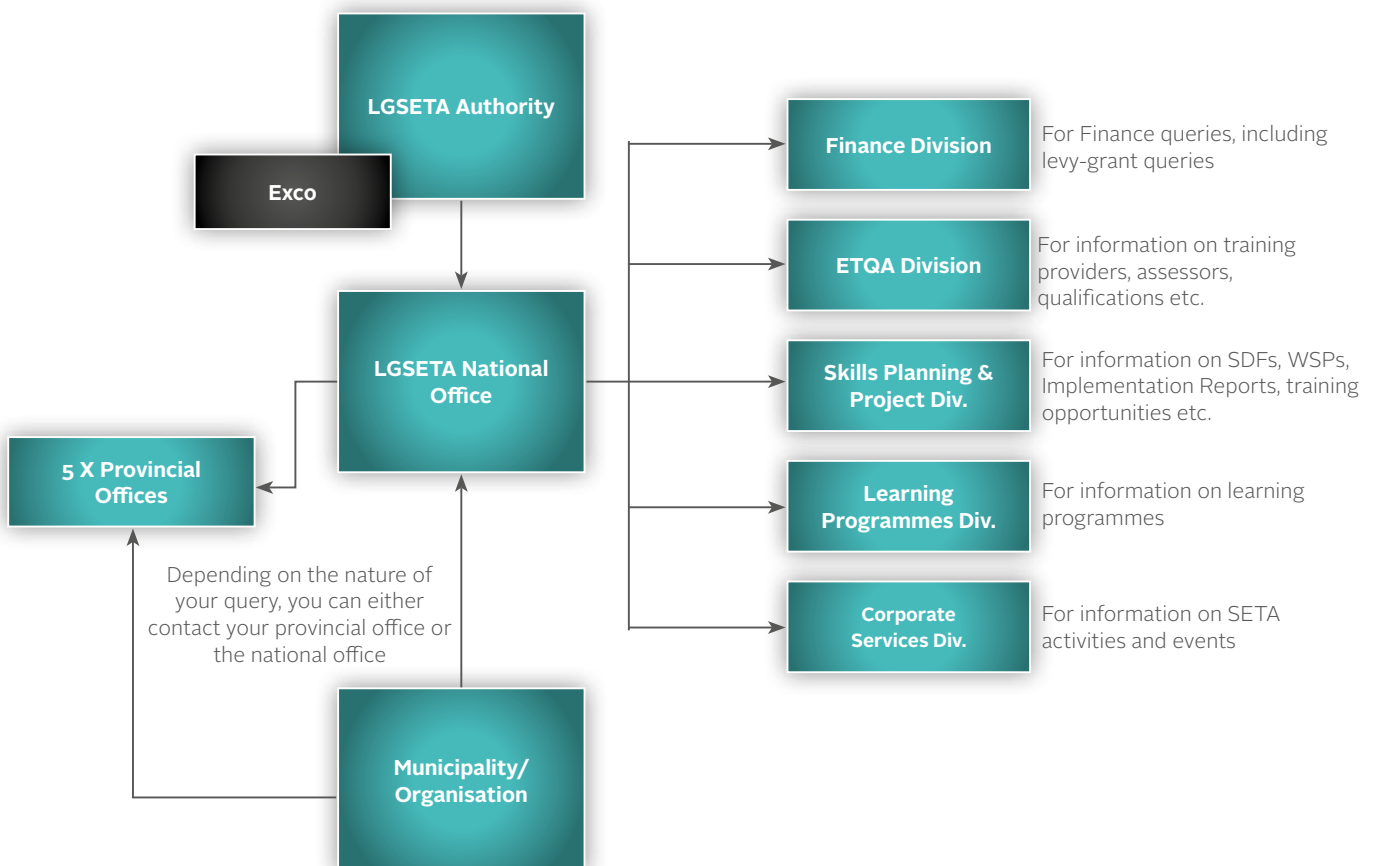 LGSETA Authority
Exco
LGSETA National
Office
5 X Provincial
Offices
Depending on the nature of
your query, you can either
contact your provincial office or
the national office
Municipality/
Organisation
Finance Division
For Finance queries, including
levy-grant queries
ETQA Division
For information on training
providers, assessors,
qualifications etc.
Skills Planning &
Project Div.
For information on SDFs, WSPs,
Implementation Reports, training
opportunities etc.
Learning
Programmes Div.
For information on learning
programmes
Corporate
Services Div.
For information on SETA
activities and events